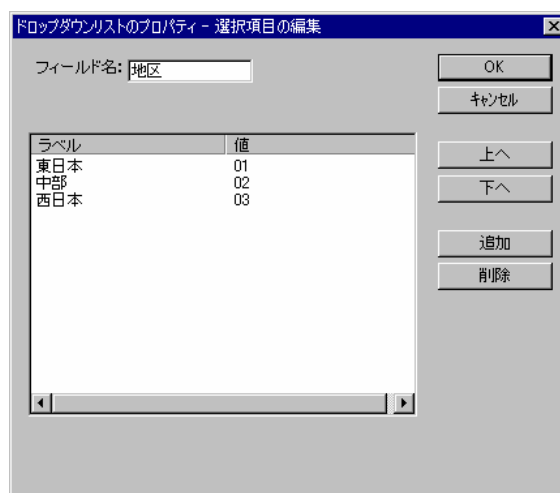 ドロップダウンリストのプロパティ - 選択項目の編集
フィールド名: 地区
OK
キャンセル
ラベル 値
東日本 01
中部 02
西日本 03
上へ
下へ
追加
削除